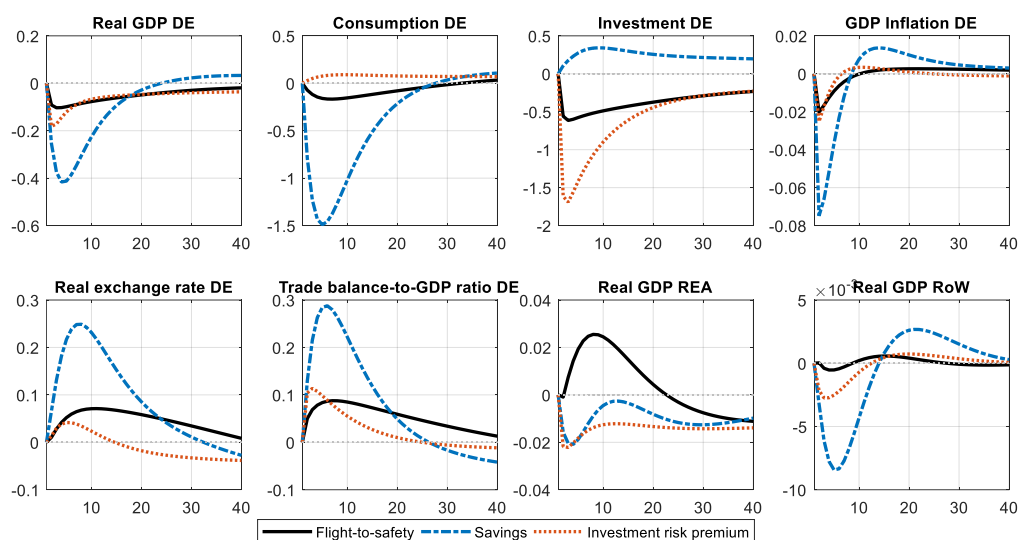 Real GDP DE
0.2
0
-0.2
-0.4
-0.6
10 20 30 40
Consumption DE
0.5
0
-0.5
-1
-1.5
10 20 30 40
Investment DE
0.5
0
-0.5
-1
-1.5
-2
10 20 30 40
GDP Inflation DE
0.02
0
-0.02
-0.04
-0.06
-0.08
10 20 30 40
Real exchange rate DE
0.3
0.2
0.1
0
-0.1
10 20 30 40
Trade balance-to-GDP ratio DE
0.3
0.2
0.1
0
-0.1
10 20 30 40
Real GDP REA
0.04
0.02
0
-0.02
-0.04
10 20 30 40
Real GDP RoW
×10
5
0
-5
-10
10 20 30 40
Flight-to-safety Savings Investment risk premium